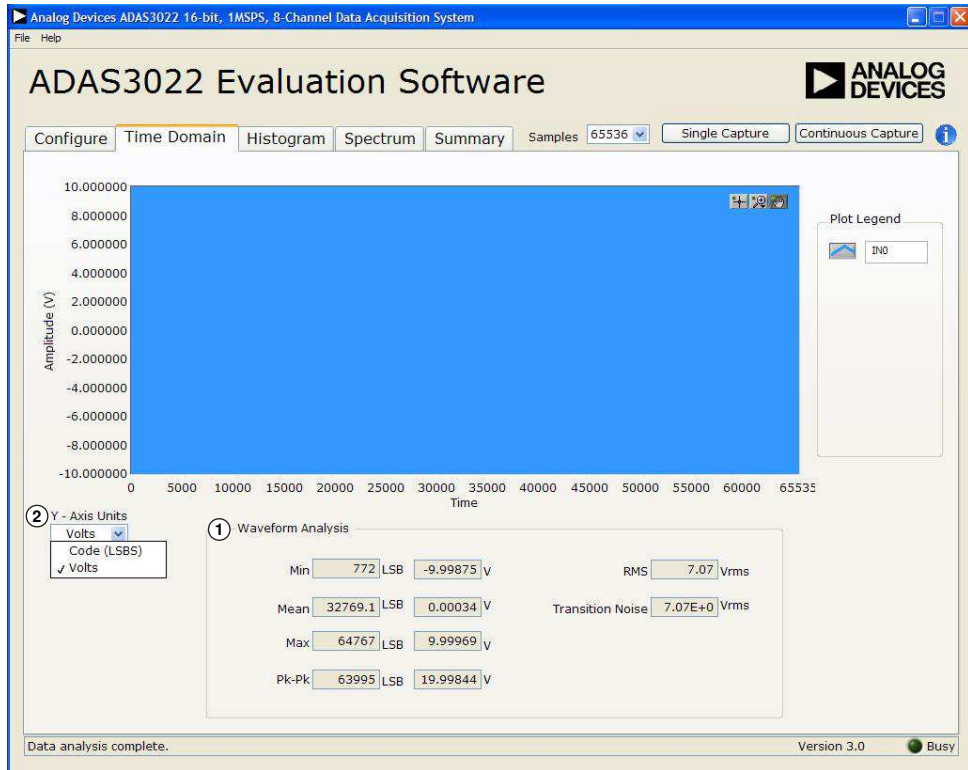 Analog Devices ADAS3022 16-bit, 1MSPS, 8-Channel Data Acquisition System
File Help
ADAS3022 Evaluation Software
ANALOG
DEVICES
Configure Time Domain Histogram Spectrum Summary Samples 65536 Single Capture Continuous Capture i
10.000000
8.000000
6.000000
4.000000
2.000000
0.000000
-2.000000
-4.000000
-6.000000
-8.000000
-10.000000
Amplitude (V)
0 5000 10000 15000 20000 25000 30000 35000 40000 45000 50000 55000 60000 65535
Time
Plot Legend
IN0
2 Y - Axis Units
Volts
Code (LSBS)
✓ Volts
1 Waveform Analysis
Min 772 LSB -9.99875 V RMS 7.07 Vrms
Mean 32769.1 LSB 0.00034 V Transition Noise 7.07E+0 Vrms
Max 64767 LSB 9.99969 V
Pk-Pk 63995 LSB 19.99844 V
Data analysis complete. Version 3.0 Busy